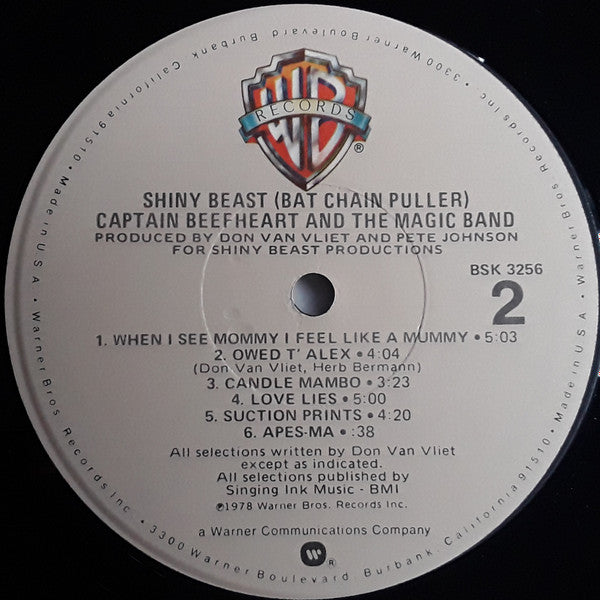 WB
RECORDS
®
SHINY BEAST (BAT CHAIN PULLER)
CAPTAIN BEEFHEART AND THE MAGIC BAND
PRODUCED BY DON VAN VLIET AND PETE JOHNSON
FOR SHINY BEAST PRODUCTIONS
BSK 3256
2
1. WHEN I SEE MOMMY I FEEL LIKE A MUMMY • 5:03
2. OWED T' ALEX • 4:04
(Don Van Vliet, Herb Bermann)
3. CANDLE MAMBO • 3:23
4. LOVE LIES • 5:00
5. SUCTION PRINTS • 4:20
6. APES-MA • :38
All selections written by Don Van Vliet
except as indicated.
All selections published by
Singing Ink Music - BMI
℗1978 Warner Bros. Records Inc.
a Warner Communications Company
W ®
3300 Warner Boulevard, Burbank, California 91510 • Made in U.S.A. • Warner Bros. Records Inc. • 3300 Warner Boulevard, Burbank, California 91510 • Made in U.S.A. • Warner Bros. Records Inc. •